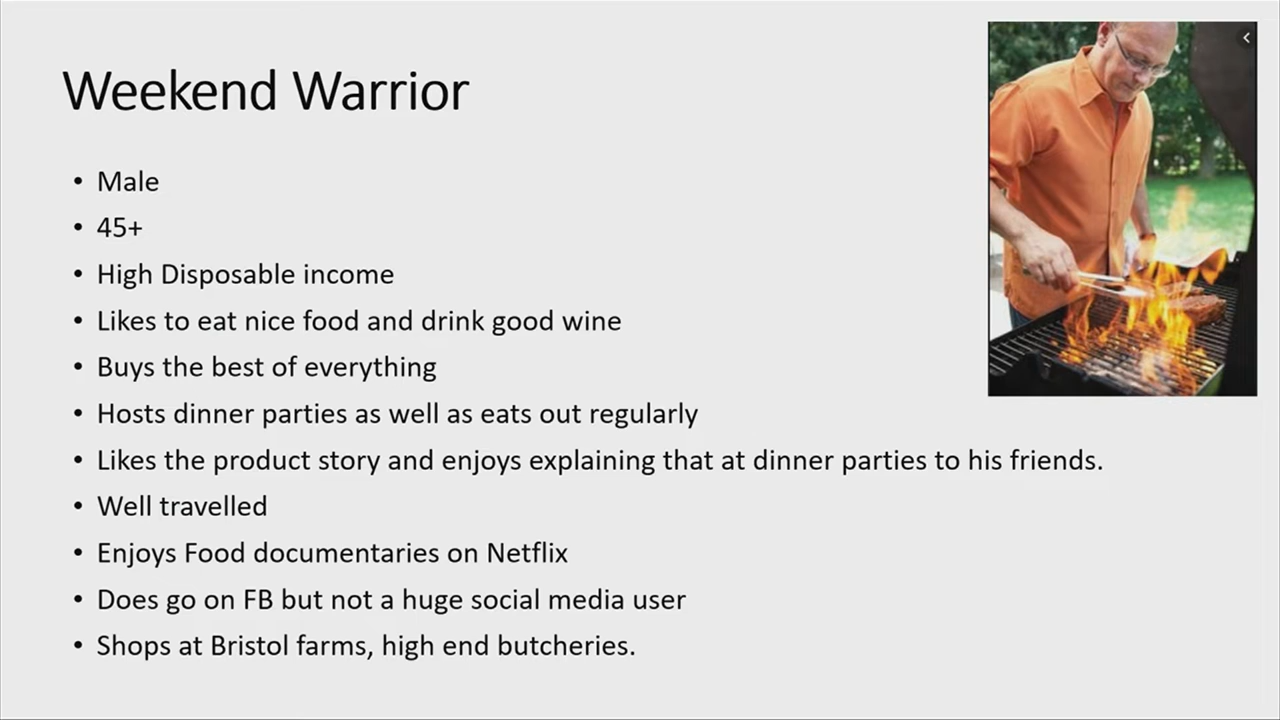 Weekend Warrior
• Male
• 45+
• High Disposable income
• Likes to eat nice food and drink good wine
• Buys the best of everything
• Hosts dinner parties as well as eats out regularly
• Likes the product story and enjoys explaining that at dinner parties to his friends.
• Well travelled
• Enjoys Food documentaries on Netflix
• Does go on FB but not a huge social media user
• Shops at Bristol farms, high end butcheries.